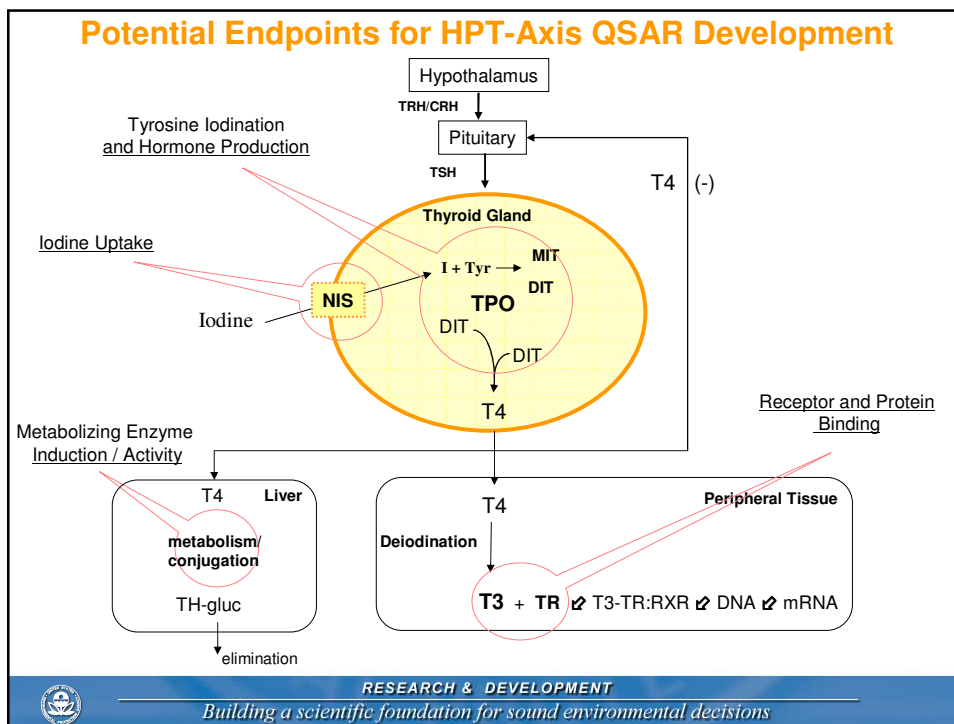 Potential Endpoints for HPT-Axis QSAR Development
Hypothalamus
TRH/CRH
Pituitary
TSH
T4 (-)
Tyrosine Iodination
and Hormone Production
Thyroid Gland
Iodine Uptake
I + Tyr
MIT
DIT
NIS
TPO
Iodine
DIT
DIT
T4
Receptor and Protein
Binding
Metabolizing Enzyme
Induction / Activity
T4
Liver
metabolism/
conjugation
TH-gluc
elimination
T4
Peripheral Tissue
Deiodination
T3 + TR T3-TR:RXR DNA mRNA
RESEARCH & DEVELOPMENT
Building a scientific foundation for sound environmental decisions